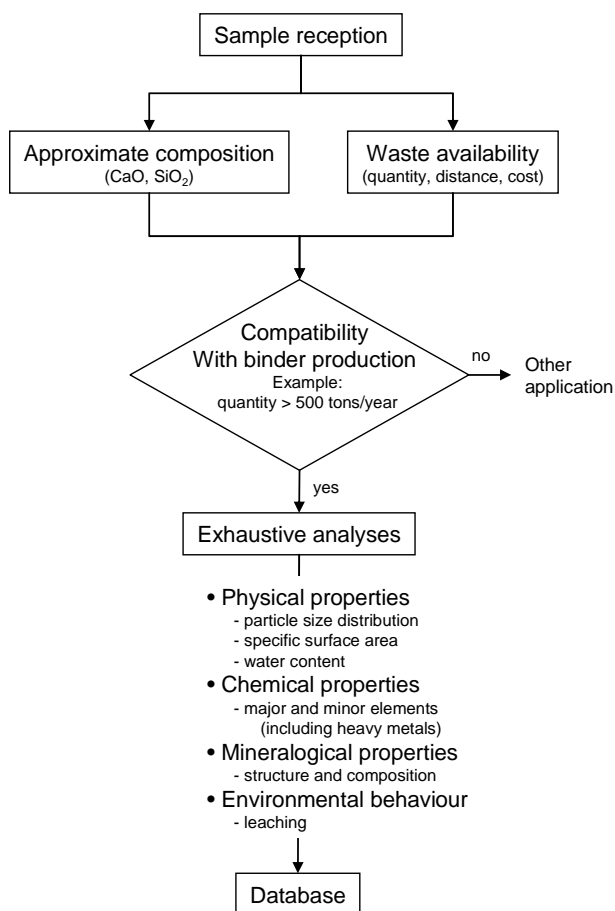 Sample reception
Approximate composition
(CaO, SiO₂)
Waste availability
(quantity, distance, cost)
Compatibility
With binder production
Example:
quantity > 500 tons/year
no
Other
application
yes
Exhaustive analyses
• Physical properties
- particle size distribution
- specific surface area
- water content
• Chemical properties
- major and minor elements
(including heavy metals)
• Mineralogical properties
- structure and composition
• Environmental behaviour
- leaching
Database